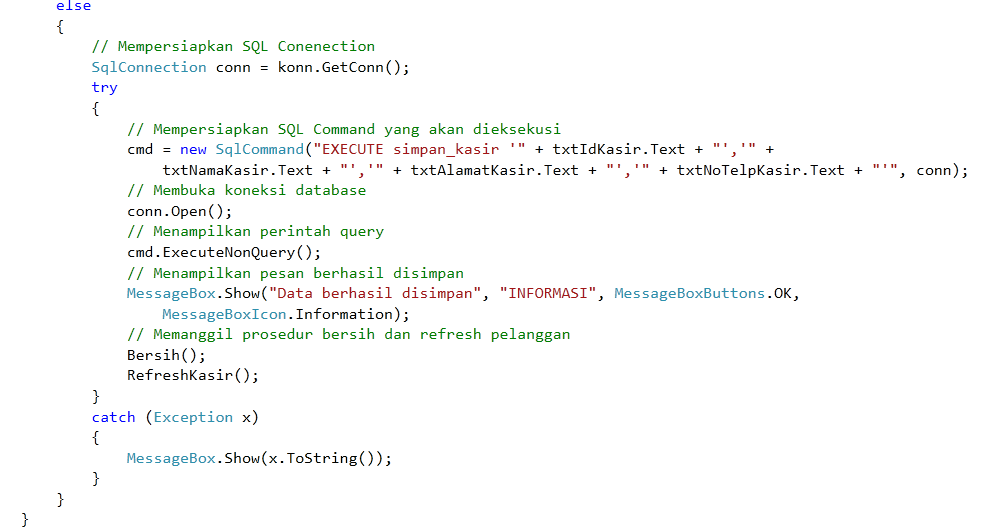 else
{
// Mempersiapkan SQL Conenection
SqlConnection conn = konn.GetConn();
try
{
// Mempersiapkan SQL Command yang akan dieksekusi
cmd = new SqlCommand("EXECUTE simpan_kasir '" + txtIdKasir.Text + "','" +
txtNamaKasir.Text + "','" + txtAlamatKasir.Text + "','" + txtNoTelpKasir.Text + "'", conn);
// Membuka koneksi database
conn.Open();
// Menampilkan perintah query
cmd.ExecuteNonQuery();
// Menampilkan pesan berhasil disimpan
MessageBox.Show("Data berhasil disimpan", "INFORMASI", MessageBoxButtons.OK,
MessageBoxIcon.Information);
// Memanggil prosedur bersih dan refresh pelanggan
Bersih();
RefreshKasir();
}
catch (Exception x)
{
MessageBox.Show(x.ToString());
}
}
}